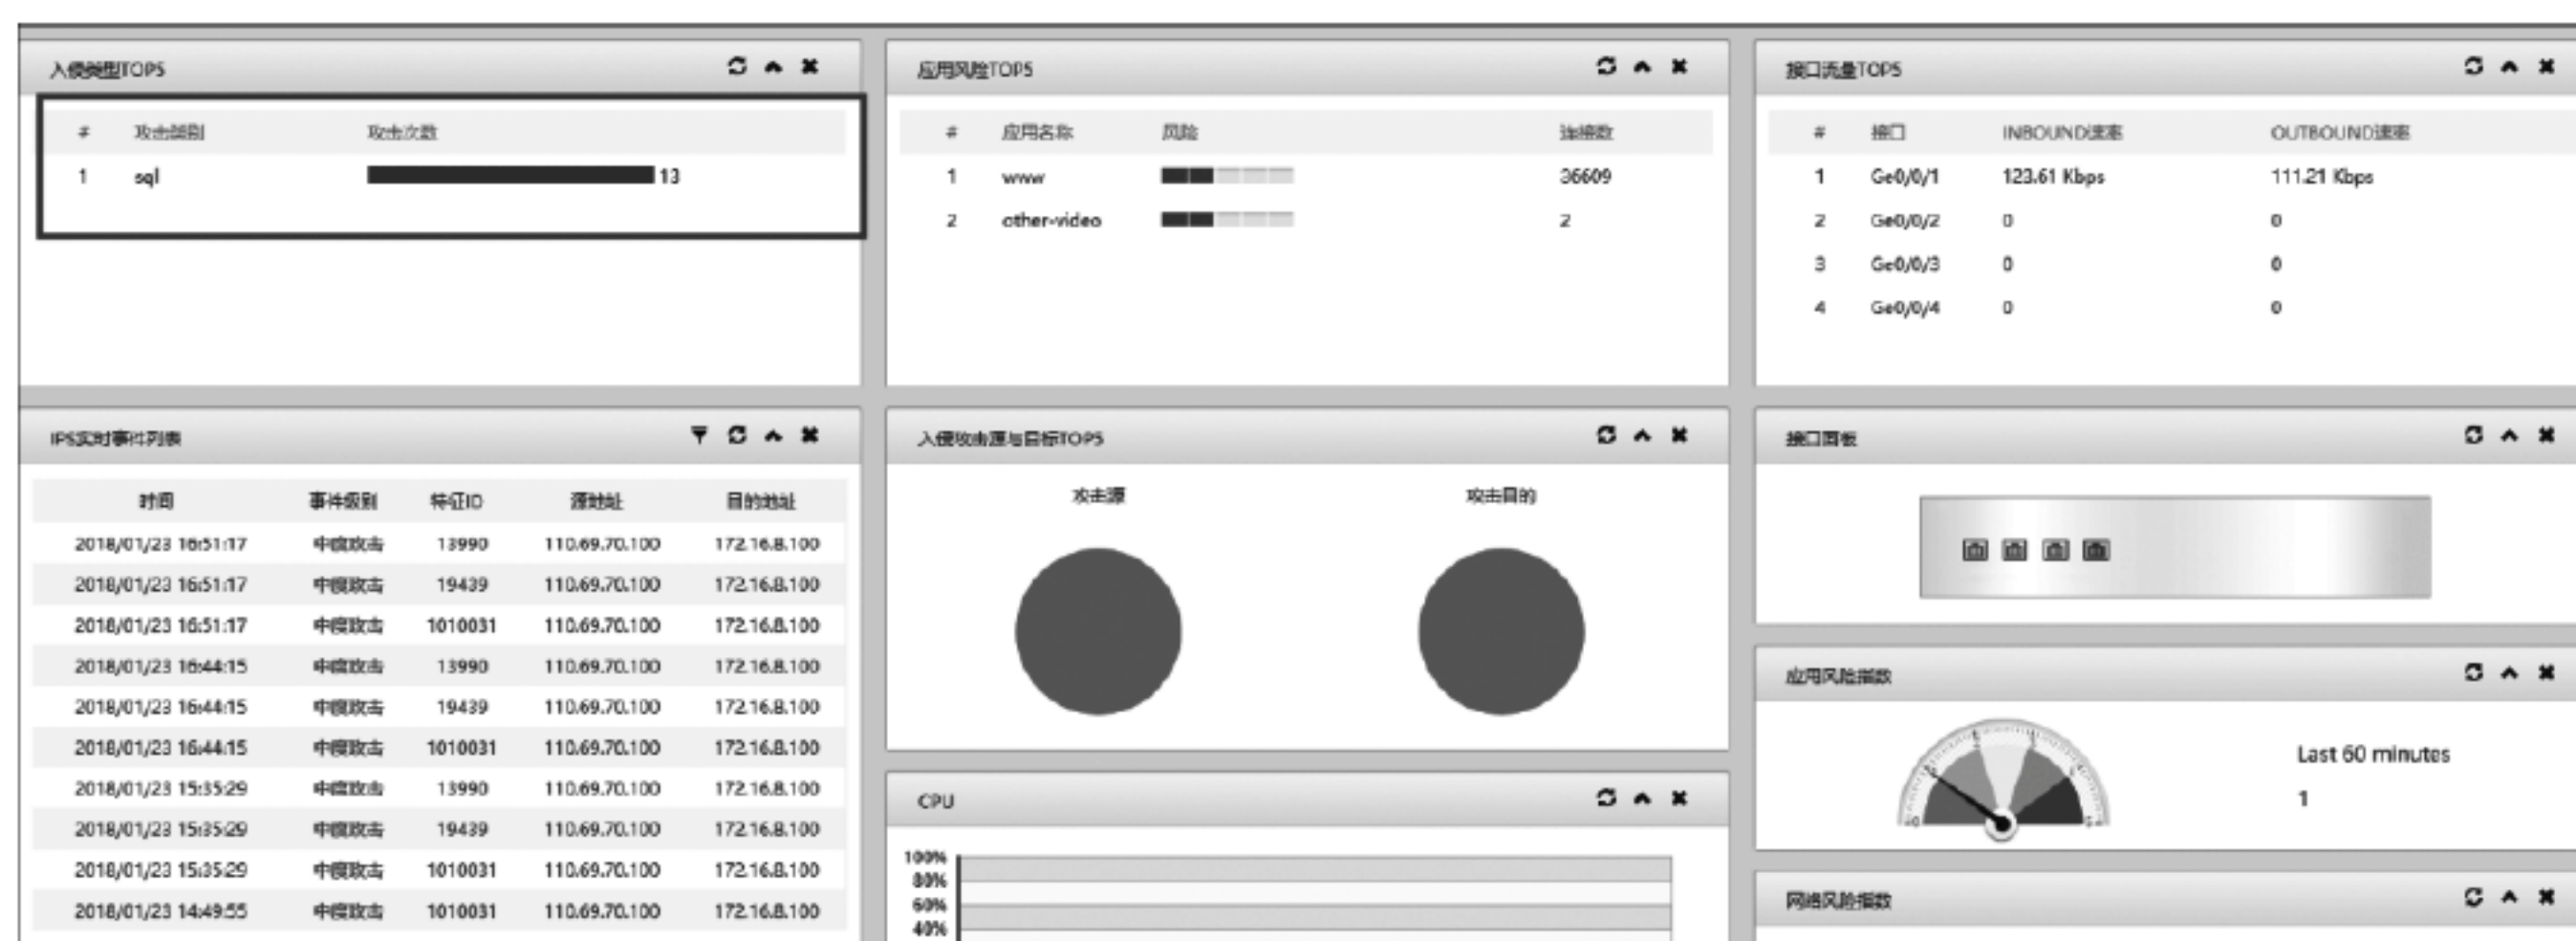 入侵类型TOP5
# 攻击类别 攻击次数
1 sql 13
应用风险TOP5
# 应用名称 风险 连接数
1 www 36609
2 other-video 2
接口流量TOP5
# 接口 INBOUND速率 OUTBOUND速率
1 Ge0/0/1 123.61 Kbps 111.21 Kbps
2 Ge0/0/2 0 0
3 Ge0/0/3 0 0
4 Ge0/0/4 0 0
IPS实时事件列表
时间 事件级别 特征ID 源地址 目的地址
2018/01/23 16:51:17 中度攻击 13990 110.69.70.100 172.16.8.100
2018/01/23 16:51:17 中度攻击 19439 110.69.70.100 172.16.8.100
2018/01/23 16:51:17 中度攻击 1010031 110.69.70.100 172.16.8.100
2018/01/23 16:44:15 中度攻击 13990 110.69.70.100 172.16.8.100
2018/01/23 16:44:15 中度攻击 19439 110.69.70.100 172.16.8.100
2018/01/23 16:44:15 中度攻击 1010031 110.69.70.100 172.16.8.100
2018/01/23 15:35:29 中度攻击 13990 110.69.70.100 172.16.8.100
2018/01/23 15:35:29 中度攻击 19439 110.69.70.100 172.16.8.100
2018/01/23 15:35:29 中度攻击 1010031 110.69.70.100 172.16.8.100
2018/01/23 14:49:55 中度攻击 1010031 110.69.70.100 172.16.8.100
入侵攻击源与目标TOP5
攻击源 攻击目的
CPU
100%
80%
60%
40%
接口面板
应用风险指数
Last 60 minutes
1
网络风险指数